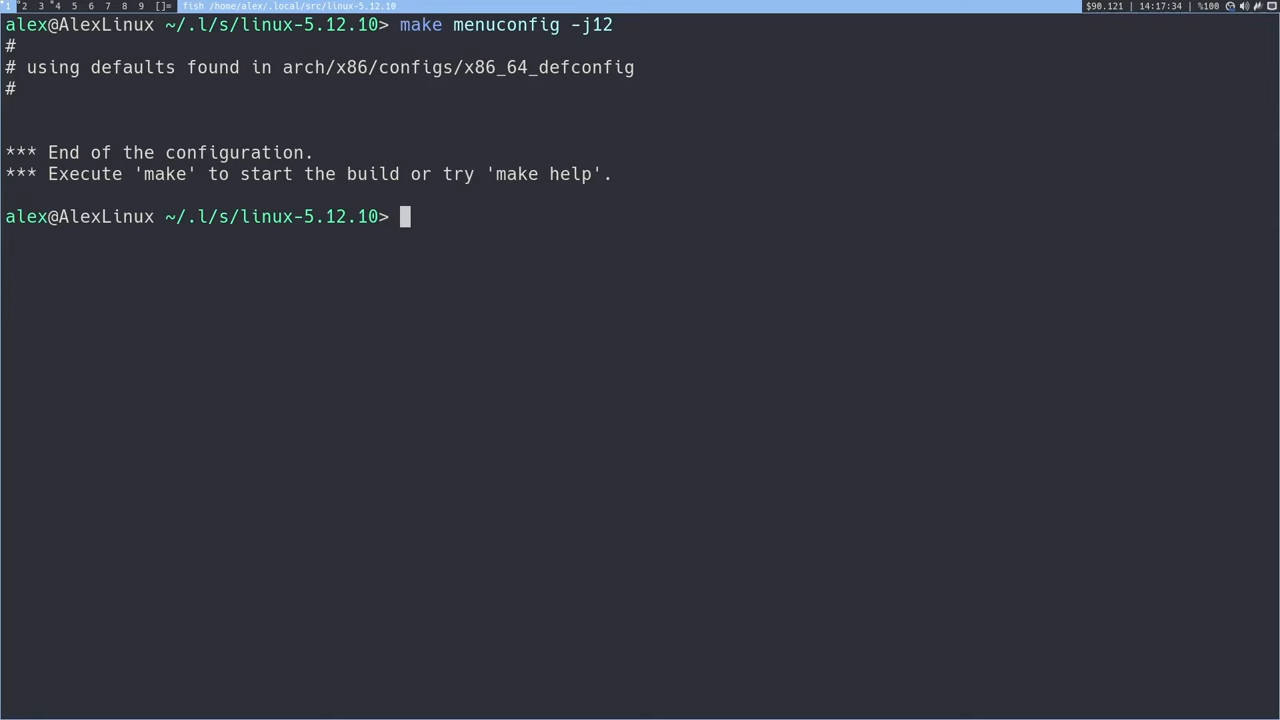 1 2 3 4 5 6 7 8 9 []= fish /home/alex/.local/src/linux-5.12.10 $90.121 | 14:17:34 | %100
alex@AlexLinux ~/.l/s/linux-5.12.10> make menuconfig -j12
#
# using defaults found in arch/x86/configs/x86_64_defconfig
#
*** End of the configuration.
*** Execute 'make' to start the build or try 'make help'.
alex@AlexLinux ~/.l/s/linux-5.12.10>